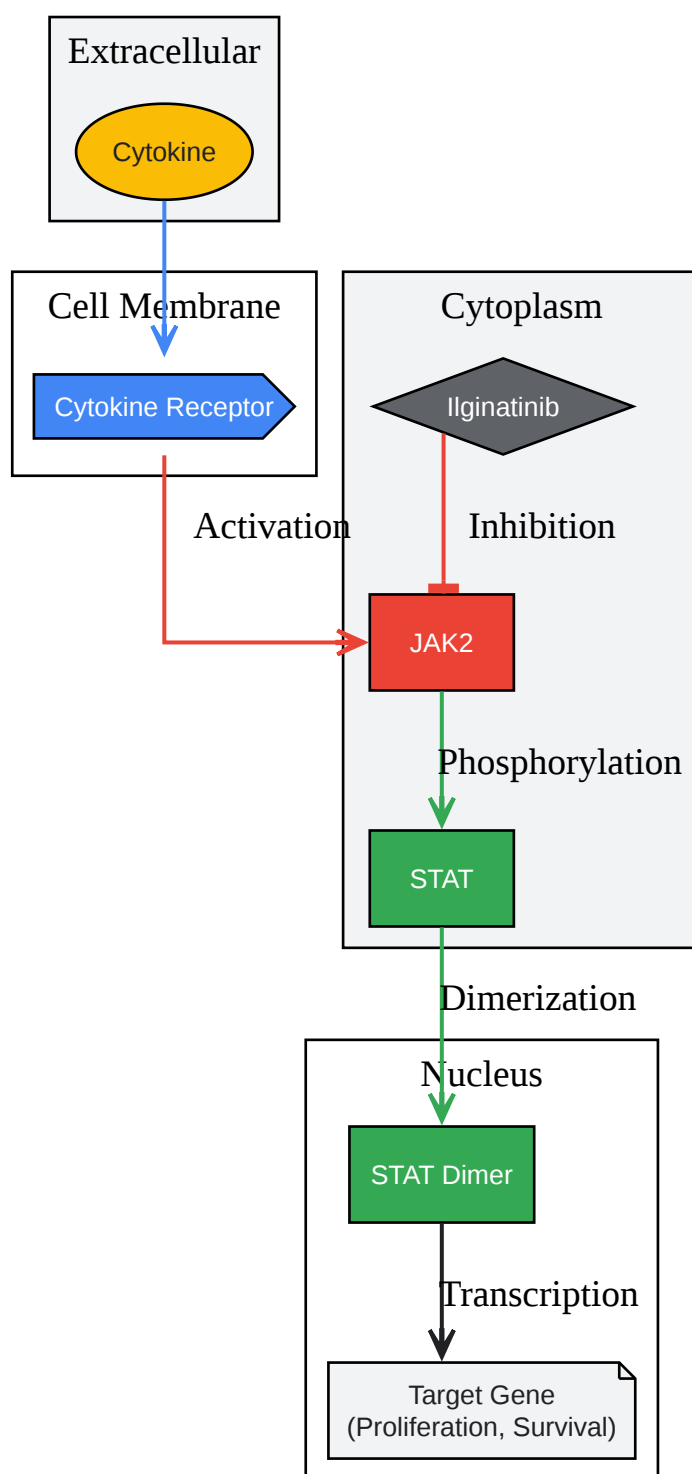 Extracellular
Cytokine
Cell Membrane
Cytokine Receptor
Cytoplasm
Ilginatinib
Activation
Inhibition
JAK2
Phosphorylation
STAT
Dimerization
Nucleus
STAT Dimer
Transcription
Target Gene
(Proliferation, Survival)